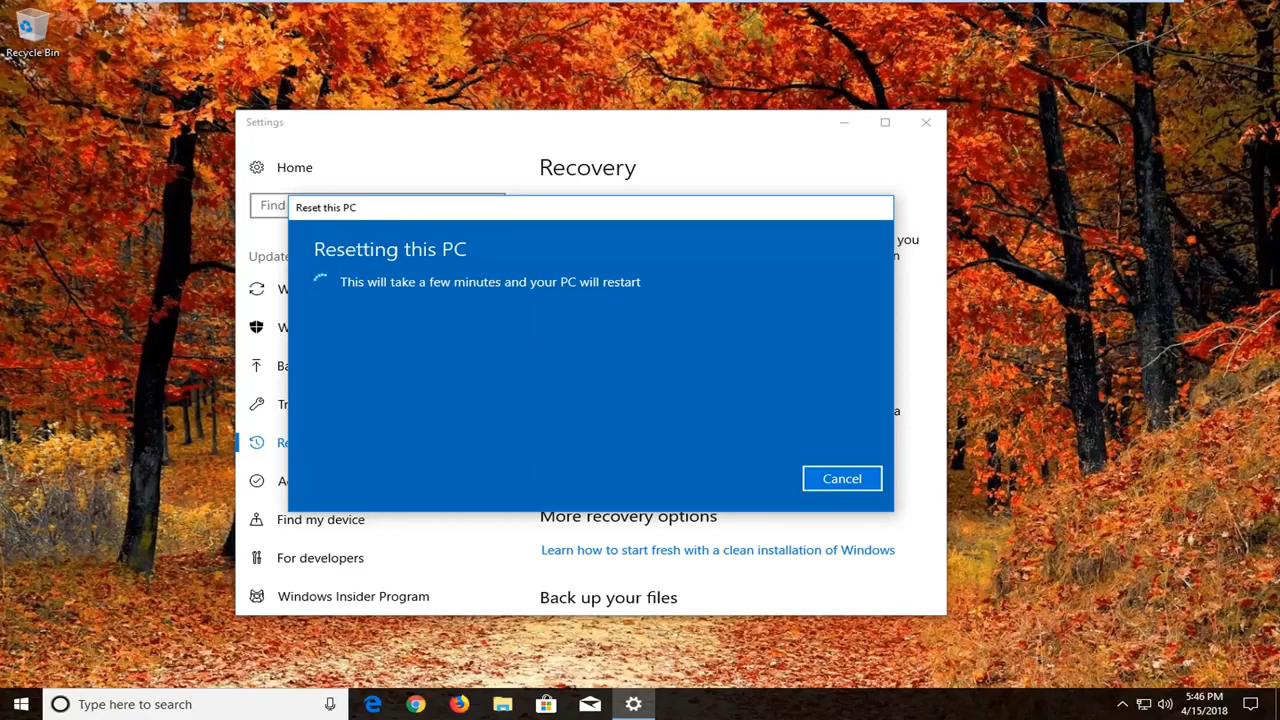 Recycle Bin
Settings
Home
Recovery
Find
Reset this PC
Resetting this PC
This will take a few minutes and your PC will restart
you
Update
W
W
Ba
Tr
a
Re
Cancel
A
Find my device
More recovery options
Learn how to start fresh with a clean installation of Windows
For developers
Windows Insider Program
Back up your files
Type here to search
5:46 PM
4/15/2018